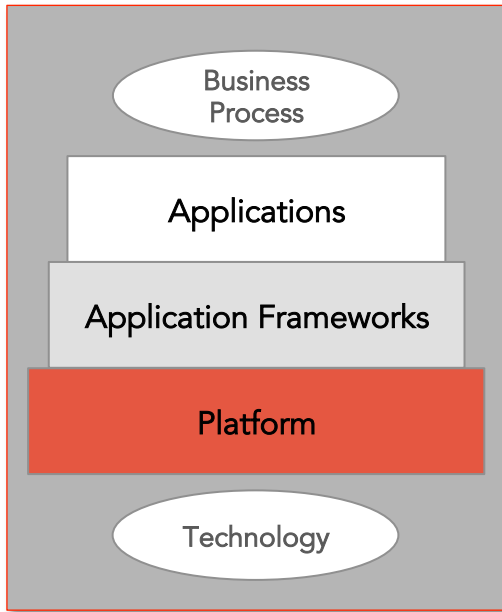 Business
Process
Applications
Application Frameworks
Platform
Technology